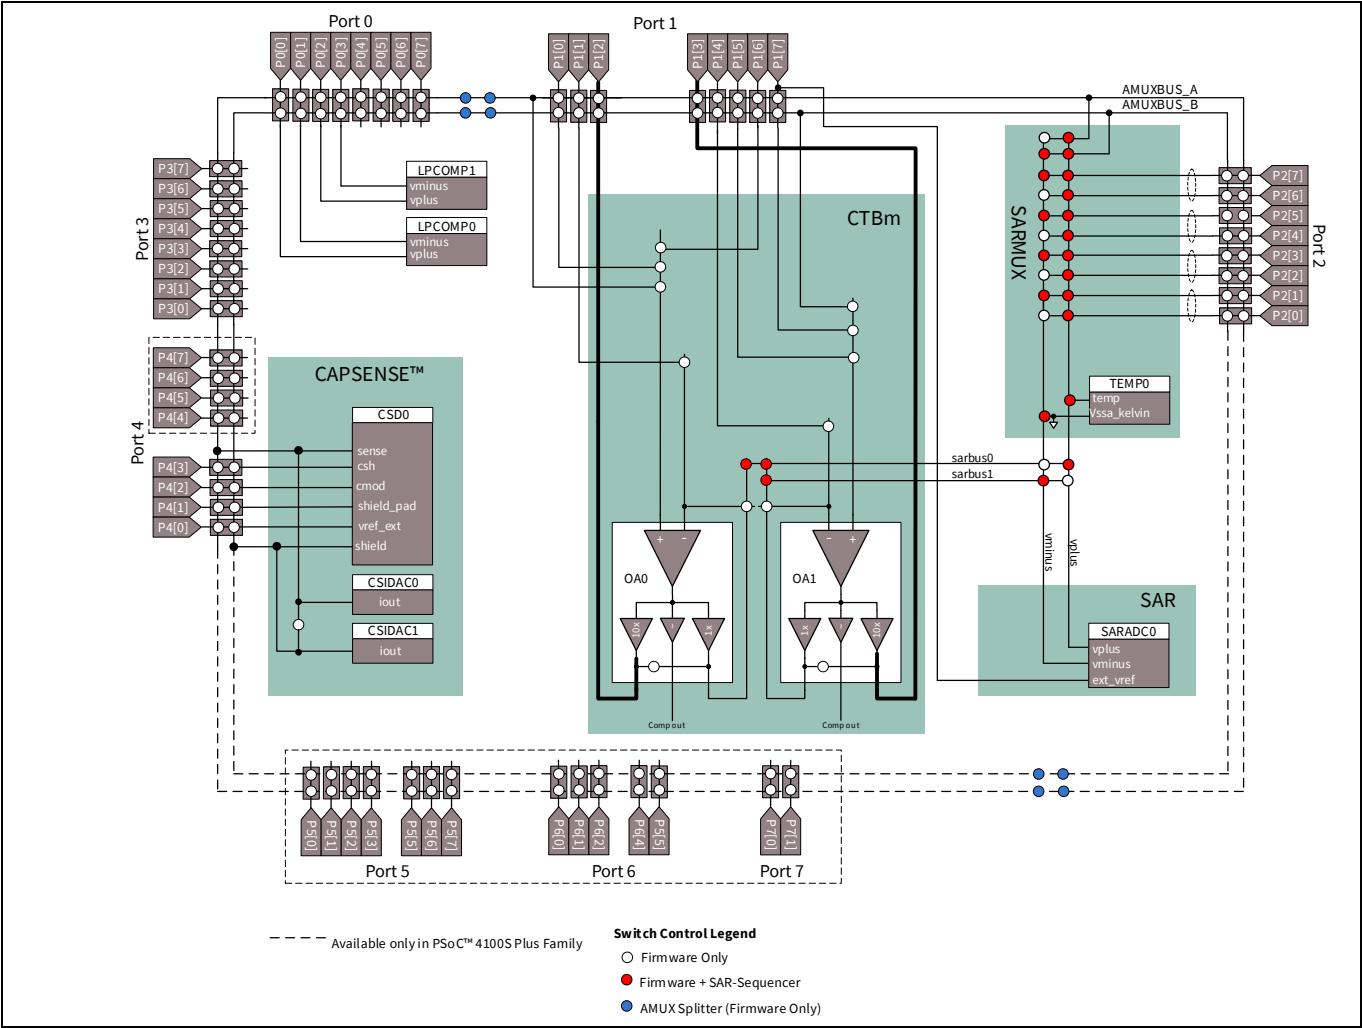 Port 0
Port 1
P0[0]
P0[1]
P0[2]
P0[3]
P0[4]
P0[5]
P0[6]
P0[7]
P1[0]
P1[1]
P1[2]
P1[3]
P1[4]
P1[5]
P1[6]
P1[7]
AMUXBUS_A
AMUXBUS_B
Port 3
P3[7]
P3[6]
P3[5]
P3[4]
P3[3]
P3[2]
P3[1]
P3[0]
LPCOMP1
vminus
vplus
LPCOMP0
vminus
vplus
CTBm
SARMUX
Port 2
P2[7]
P2[6]
P2[5]
P2[4]
P2[3]
P2[2]
P2[1]
P2[0]
Port 4
P4[7]
P4[6]
P4[5]
P4[4]
P4[3]
P4[2]
P4[1]
P4[0]
CAPSENSE™
CSD0
sense
csh
cmod
shield_pad
vref_ext
shield
CSIDAC0
iout
CSIDAC1
iout
TEMP0
temp
Vssa_kelvin
sarbus0
sarbus1
vminus
vplus
+
-
OA0
10x
~
1x
Comp out
-
+
OA1
1x
~
10x
Comp out
SAR
SARADC0
vplus
vminus
ext_vref
P5[0]
P5[1]
P5[2]
P5[3]
P5[5]
P5[6]
P5[7]
P6[0]
P6[1]
P6[2]
P6[4]
P5[5]
P7[0]
P7[1]
Port 5
Port 6
Port 7
Available only in PSoC™ 4100S Plus Family
Switch Control Legend
Firmware Only
Firmware + SAR-Sequencer
AMUX Splitter (Firmware Only)